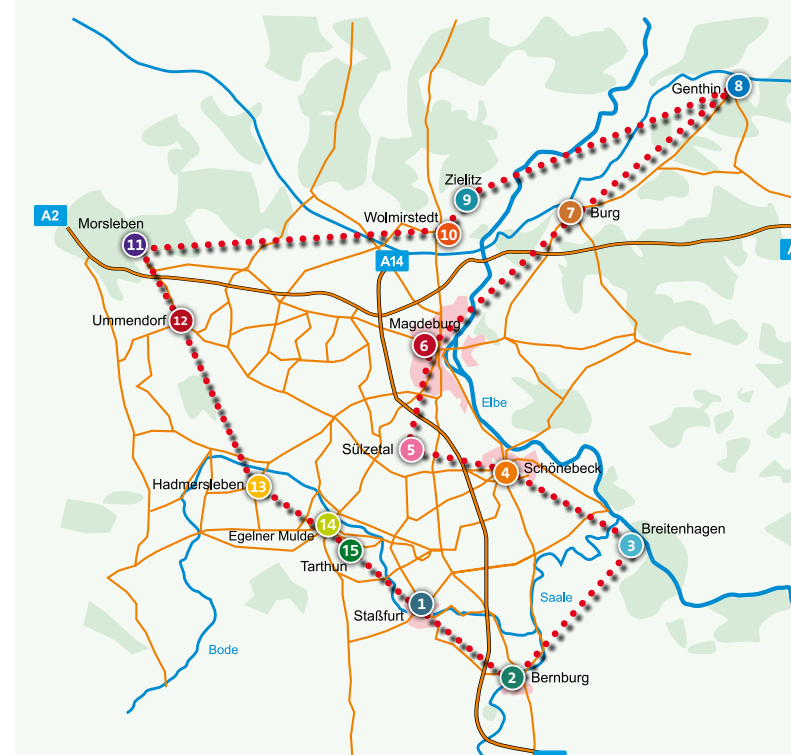 Genthin
8
Zielitz
9
A2
Morsleben
11
Wolmirstedt
10
7
Burg
A14
A
Ummendorf
12
Magdeburg
6
Elbe
Sülzetal
5
4
Schönebeck
Hadmersleben
13
14
Egelner Mulde
15
Tarthun
Breitenhagen
3
Staßfurt
1
Saale
Bode
2
Bernburg